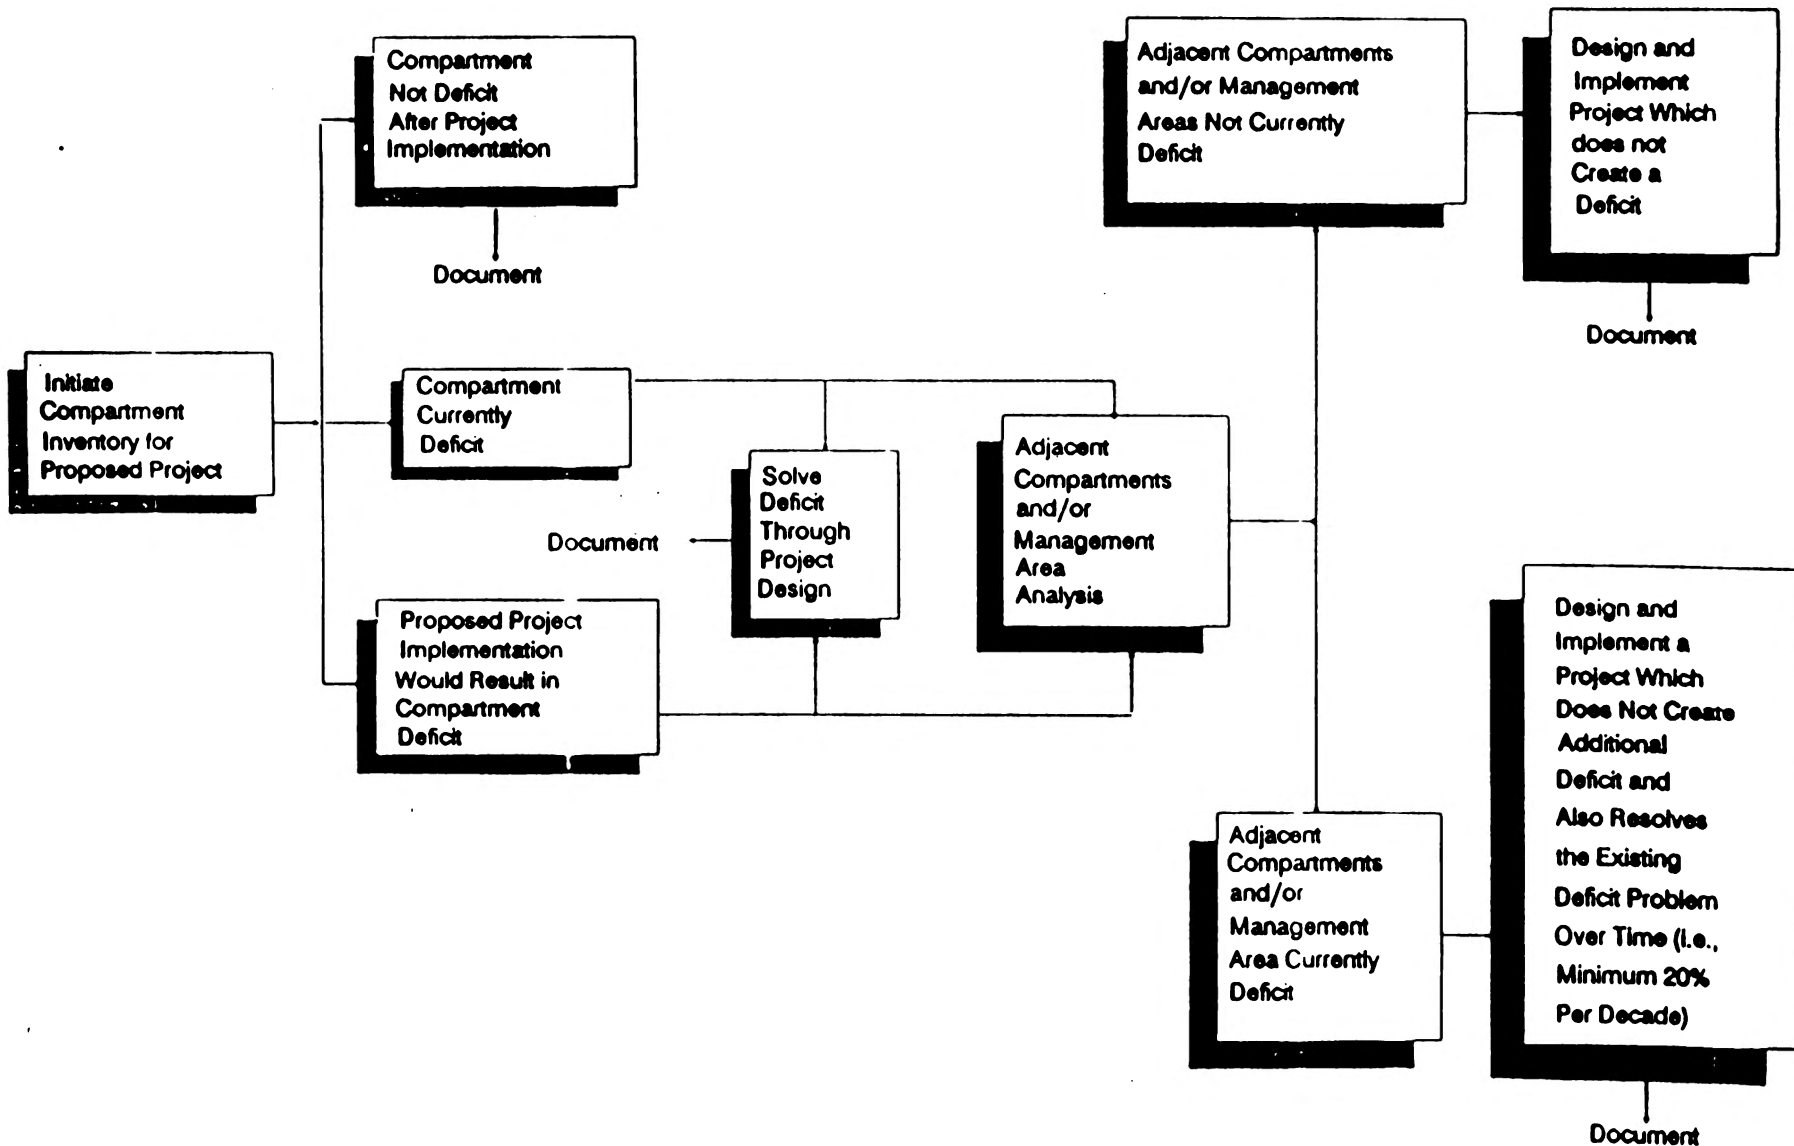 Compartment
Not Deficit
After Project
Implementation
Document
Initiate
Compartment
Inventory for
Proposed Project
Compartment
Currently
Deficit
Solve
Deficit
Through
Project
Design
Document
Proposed Project
Implementation
Would Result in
Compartment
Deficit
Adjacent
Compartments
and/or
Management
Area
Analysis
Adjacent Compartments
and/or Management
Areas Not Currently
Deficit
Design and
Implement
Project Which
does not
Create a
Deficit
Document
Adjacent
Compartments
and/or
Management
Area Currently
Deficit
Design and
Implement a
Project Which
Does Not Create
Additional
Deficit and
Also Resolves
the Existing
Deficit Problem
Over Time (i.e.,
Minimum 20%
Per Decade)
Document